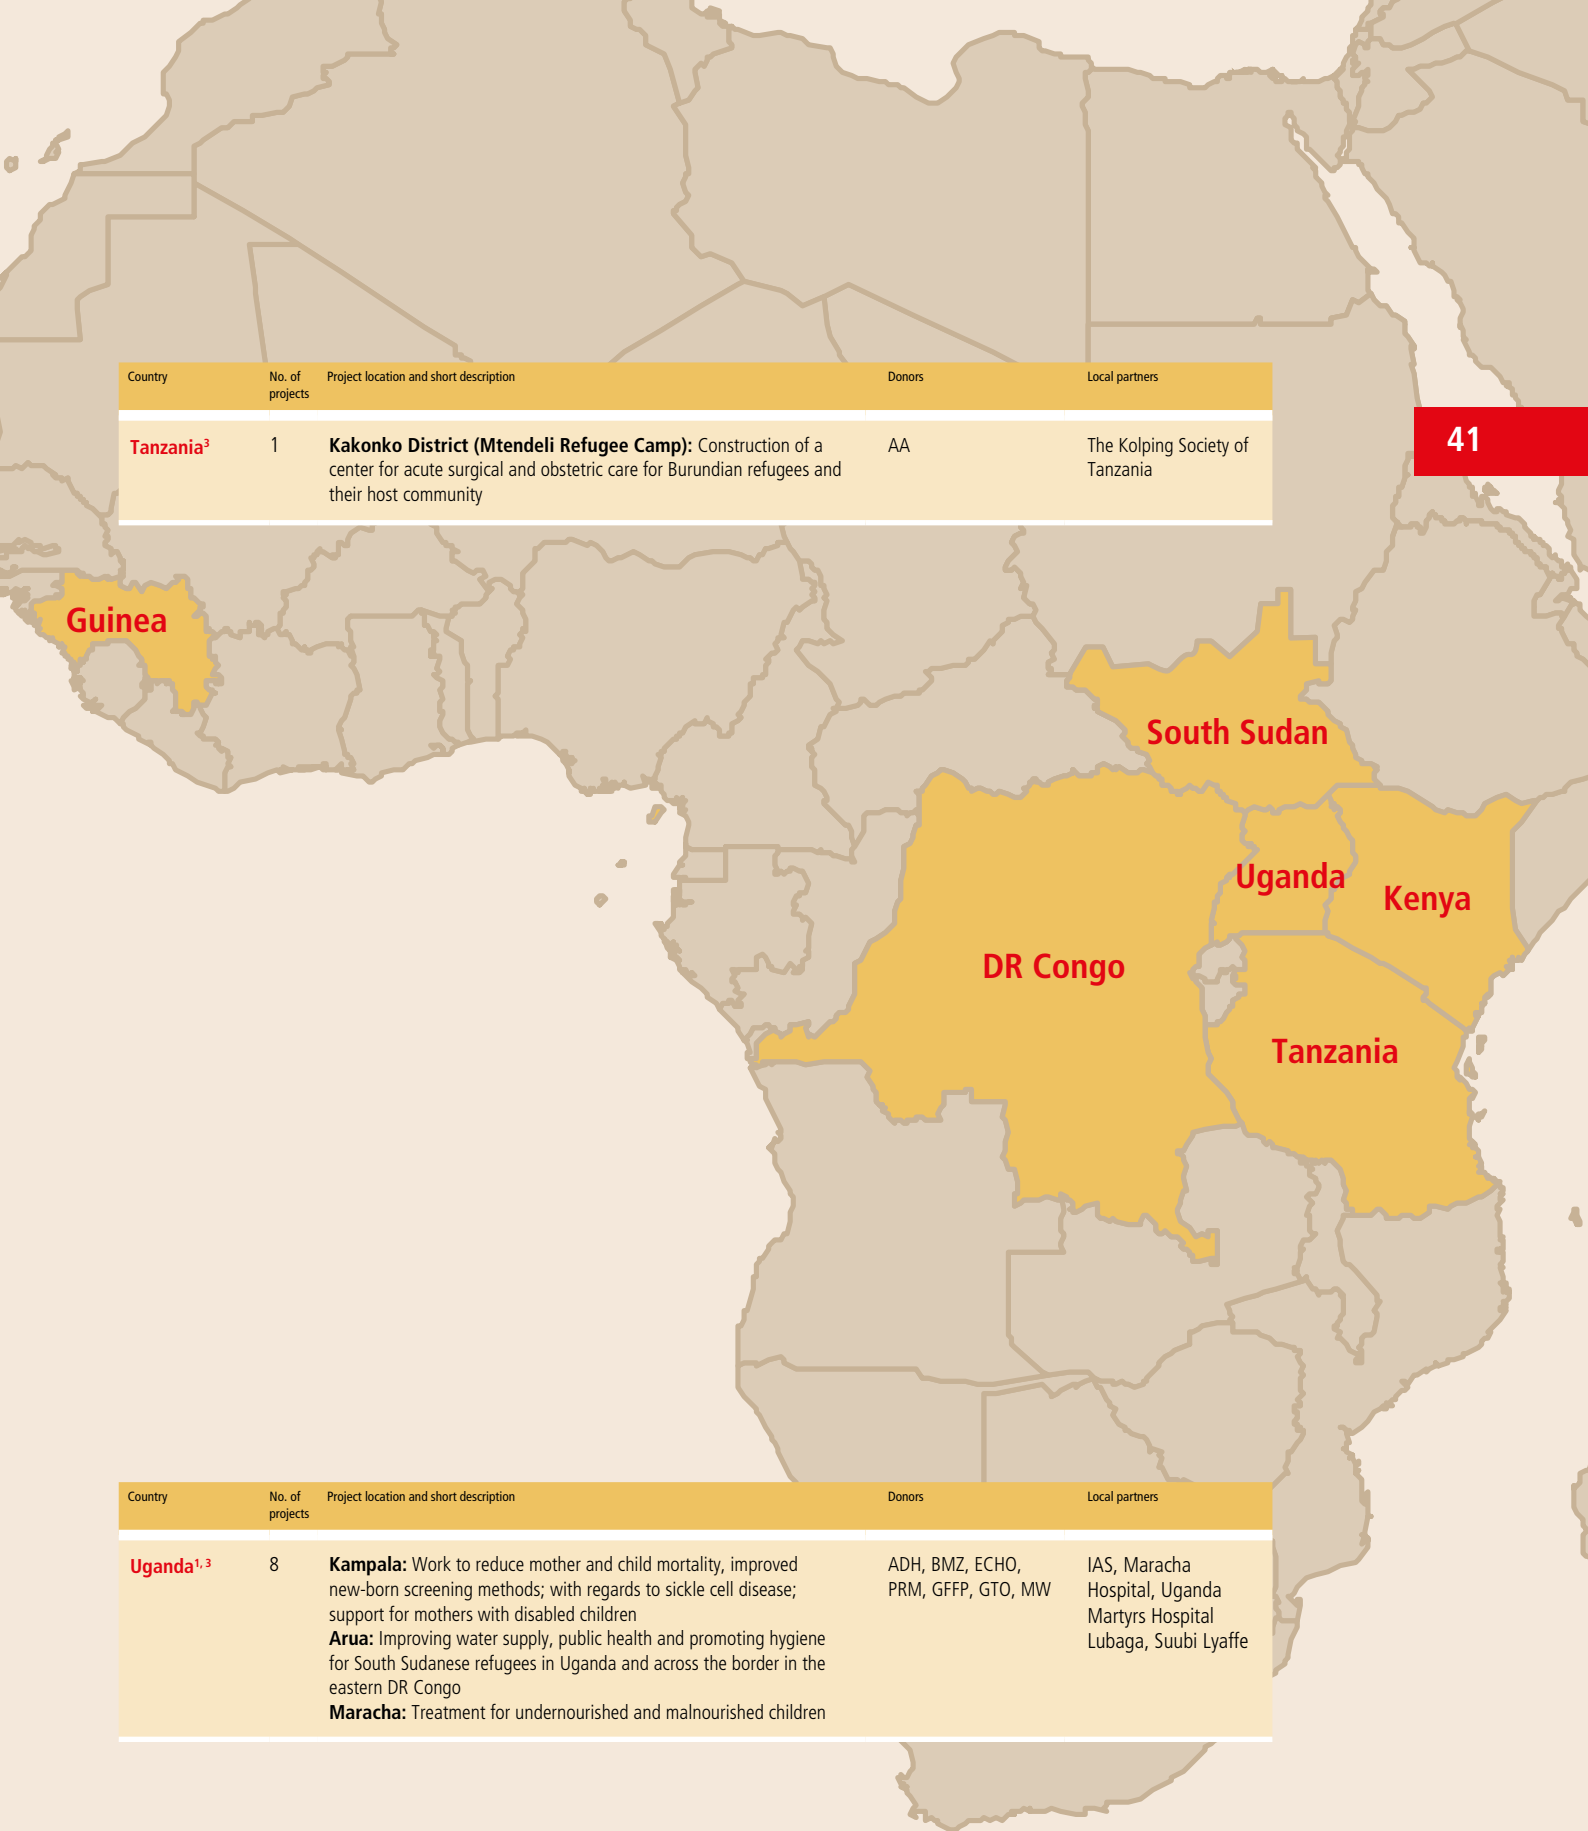 Country No. of projects Project location and short description Donors Local partners
Tanzania³ 1 Kakonko District (Mtendeli Refugee Camp): Construction of a AA The Kolping Society of
center for acute surgical and obstetric care for Burundian refugees and Tanzania
their host community
41
Guinea
South Sudan
Uganda
Kenya
DR Congo
Tanzania
Country No. of projects Project location and short description Donors Local partners
Uganda¹˒ ³ 8 Kampala: Work to reduce mother and child mortality, improved ADH, BMZ, ECHO, IAS, Maracha
new-born screening methods; with regards to sickle cell disease; PRM, GFFP, GTO, MW Hospital, Uganda
support for mothers with disabled children Martyrs Hospital
Arua: Improving water supply, public health and promoting hygiene Lubaga, Suubi Lyaffe
for South Sudanese refugees in Uganda and across the border in the
eastern DR Congo
Maracha: Treatment for undernourished and malnourished children